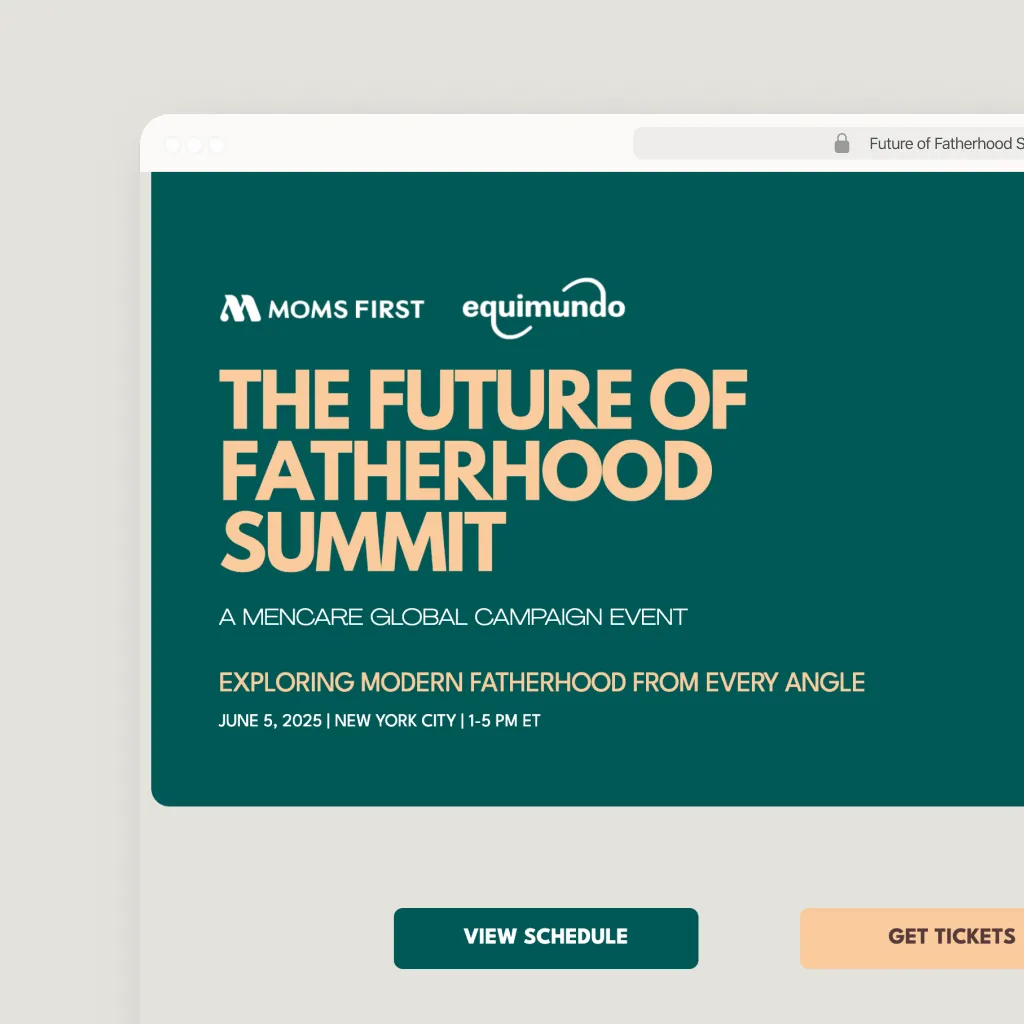 Future of Fatherhood S
MOMS FIRST
equimundo
THE FUTURE OF
FATHERHOOD
SUMMIT
A MENCARE GLOBAL CAMPAIGN EVENT
EXPLORING MODERN FATHERHOOD FROM EVERY ANGLE
JUNE 5, 2025 | NEW YORK CITY | 1-5 PM ET
VIEW SCHEDULE
GET TICKETS